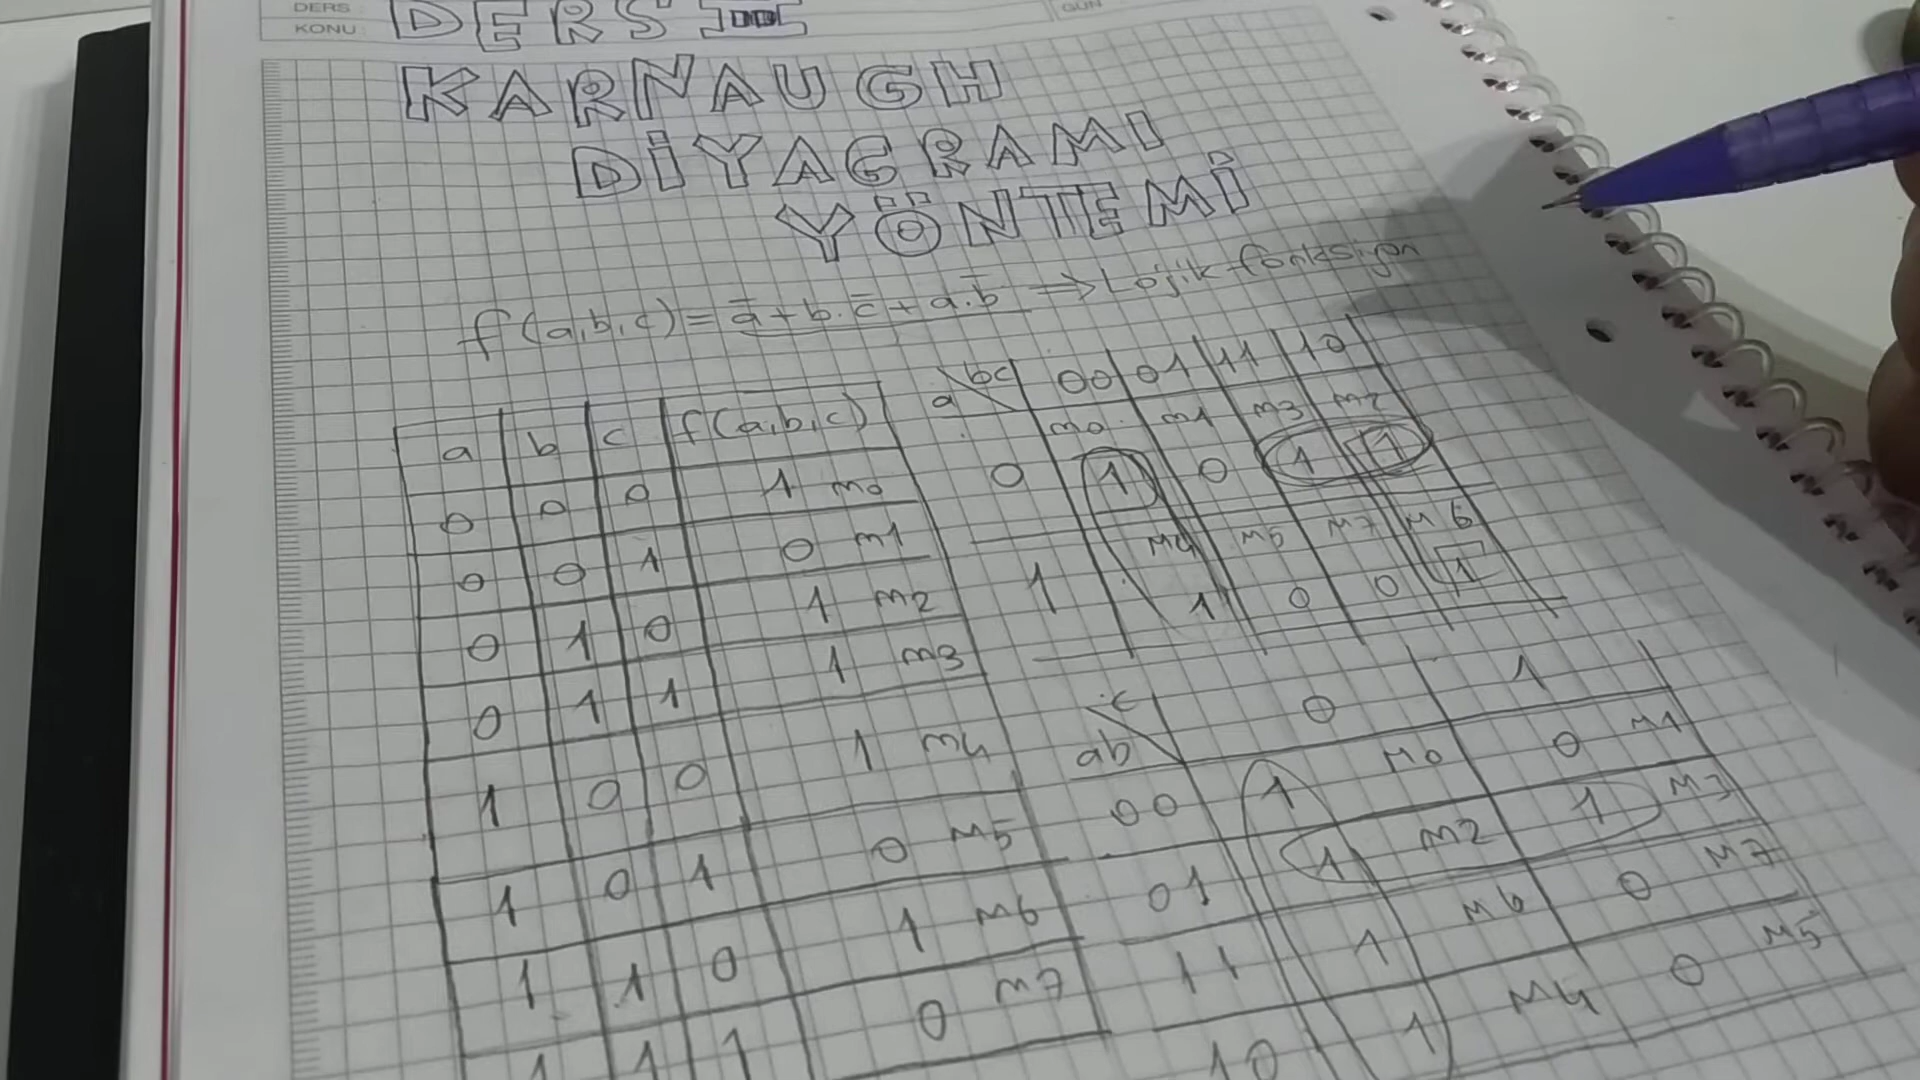 DERS : DERS II
GÜN
KONU :
KARNAUGH
DİYAGRAMI
YÖNTEMİ
f(a,b,c) = a̅ + b.c̅ + a.b̅ => Lojik fonksiyon
a b c f(a,b,c)
0 0 0 1 m0
0 0 1 0 m1
0 1 0 1 m2
0 1 1 1 m3
1 0 0 1 m4
1 0 1 0 m5
1 1 0 1 m6
1 1 1 0 m7
a bc 00 01 11 10
m0 m1 m3 m2
0 1 0 1 1
m4 m5 m7 m6
1 1 0 0 1
ab c 0 1
00 1 m0 0 m1
01 1 m2 1 m3
11 1 m6 0 m7
10 1 m4 0 m5